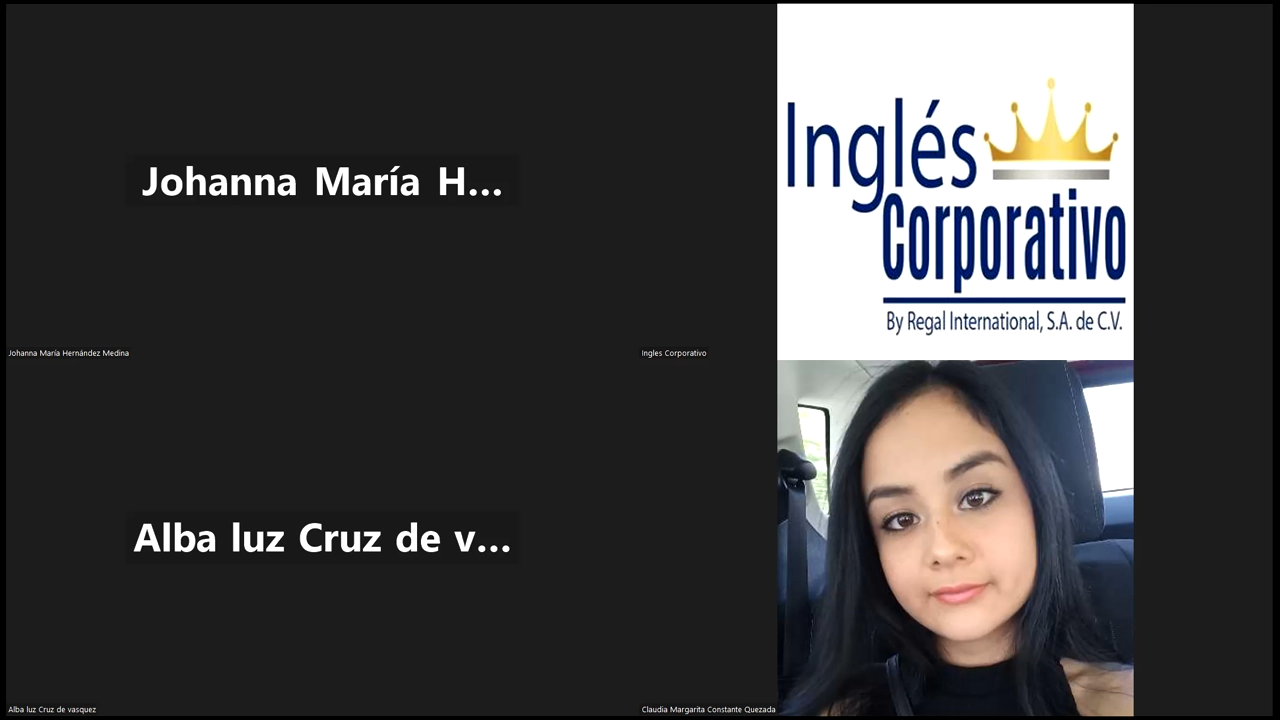 Johanna María H...
Johanna María Hernández Medina
Inglés
Corporativo
By Regal International, S.A. de C.V.
Ingles Corporativo
Alba luz Cruz de v...
Alba luz Cruz de vasquez
Claudia Margarita Constante Quezada